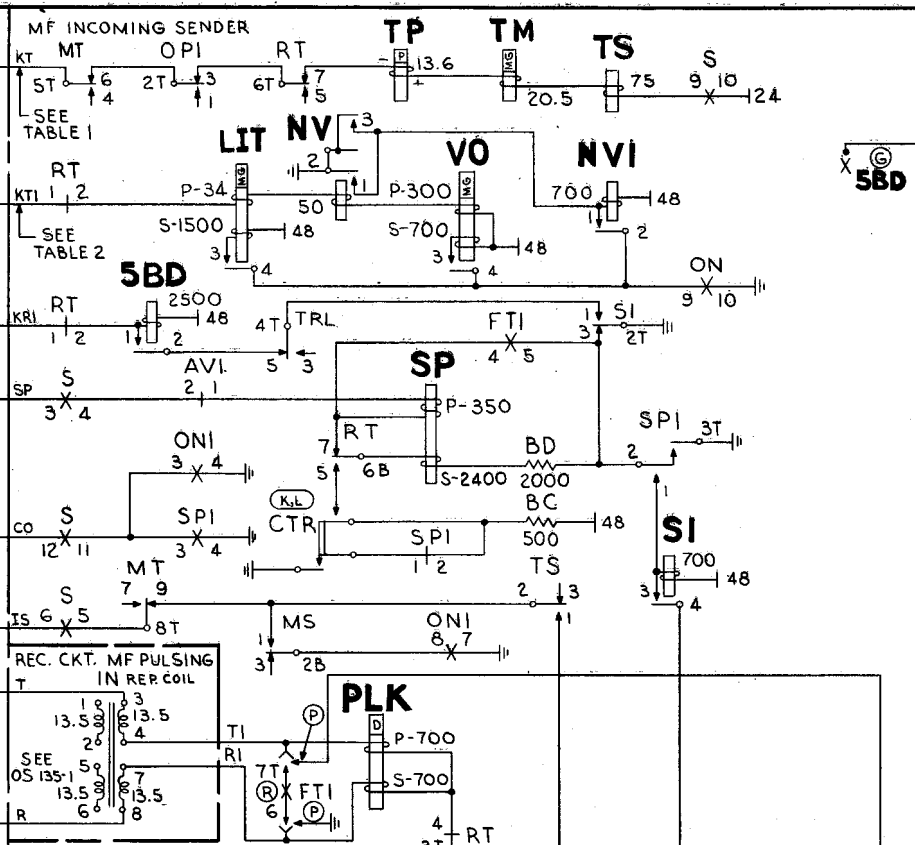 MF INCOMING SENDER
TP TM
KT MT OPI RT - P 13.6 MG TS
5T 6 4 2T 3 1 6T 7 5 + 20.5 75 S 9 10 24
SEE
TABLE 1
LIT NV 3 VO NVI
RT 2 G
KTI 1 2 P-34 MG 1 P-300 MG 700 48 X 5BD
50
SEE
TABLE 2
S-1500 48 S-700 48 1 2
3 4 3 4 ON
5BD 9 10
2500
KRI RT 48 4T TRL FTI 1 SI
1 2 1 2 5 3 4 5 3 2T
AVI SP
SP S 2 1 P-350
3 4 SPI
RT 3T
ONI 7 BD 2
3 4 5 6B S-2400 2000
K,L BC 1
CO S SPI CTR SPI 500 48 SI
12 11 3 4 1 2 700
MT TS 48
7 9 2 3 3 4
IS 6 S 5 8T MS ONI 1
1 3 2B 8 7
REC. CKT. MF PULSING
IN REP. COIL
T
1 3 PLK
13.5 13.5 P D
2 4 T1 P-700
SEE
OS 135-1
5 7 R1 7T S-700
13.5 13.5 R FTI
R 6 8 6 P 4 RT